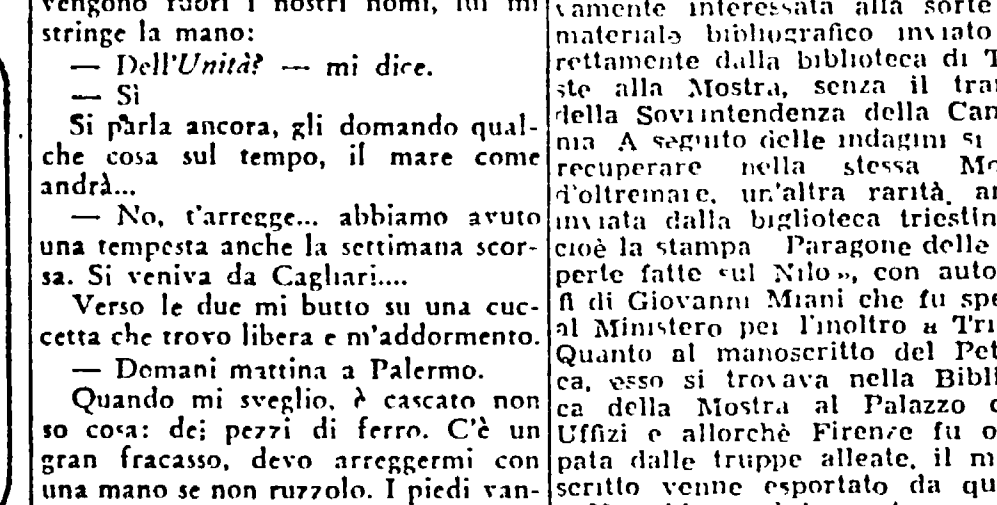 vengono fuori i nostri nomi, lui mi
stringe la mano:
— Dell'Unità? — mi dice.
— Sì
Si parla ancora, gli domando qual-
che cosa sul tempo, il mare come
andrà...
— No, t'arregge... abbiamo avuto
una tempesta anche la settimana scor-
sa. Si veniva da Cagliari....
Verso le due mi butto su una cuc-
cetta che trovo libera e m'addormento.
— Domani mattina a Palermo.
Quando mi sveglio, è cascato non
so cosa: dei pezzi di ferro. C'è un
gran fracasso, devo arreggermi con
una mano se non ruzzolo. I piedi van-
vamente interessata alla sorte
materiale bibliografico inviato
rettamente dalla biblioteca di T
ste alla Mostra, senza il tra
della Sovrintendenza della Cam
nia A seguito delle indagini si
recuperare nella stessa Mo
d'oltremare, un'altra rarità, an
inviata dalla biglioteca triestin
cioè la stampa Paragone delle
perte fatte sul Nilo», con auto
fi di Giovanni Miani che fu spe
al Ministero per l'inoltro a Tri
Quanto al manoscritto del Pet
ca, esso si trovava nella Bibli
ca della Mostra al Palazzo d
Uffizi e allorchè Firenze fu o
pata dalle truppe alleate, il m
scritto venne esportato da qu